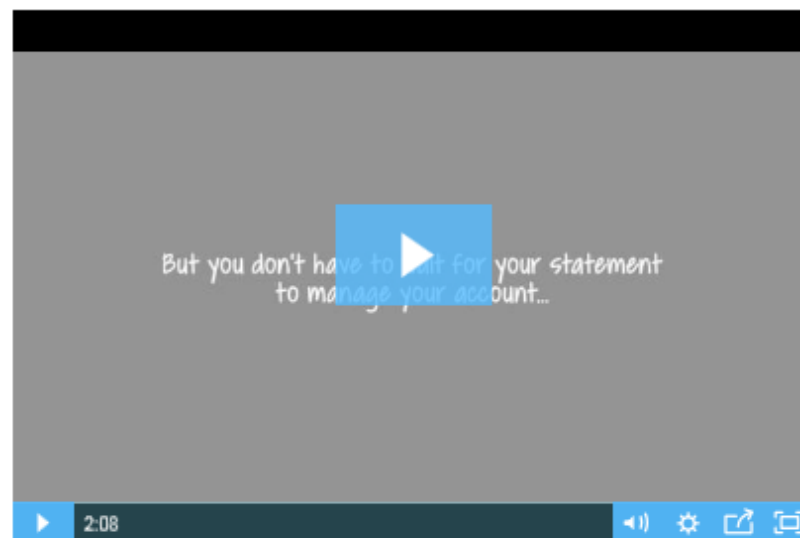 But you don't have to wait for your statement
to manage your account...
2:08